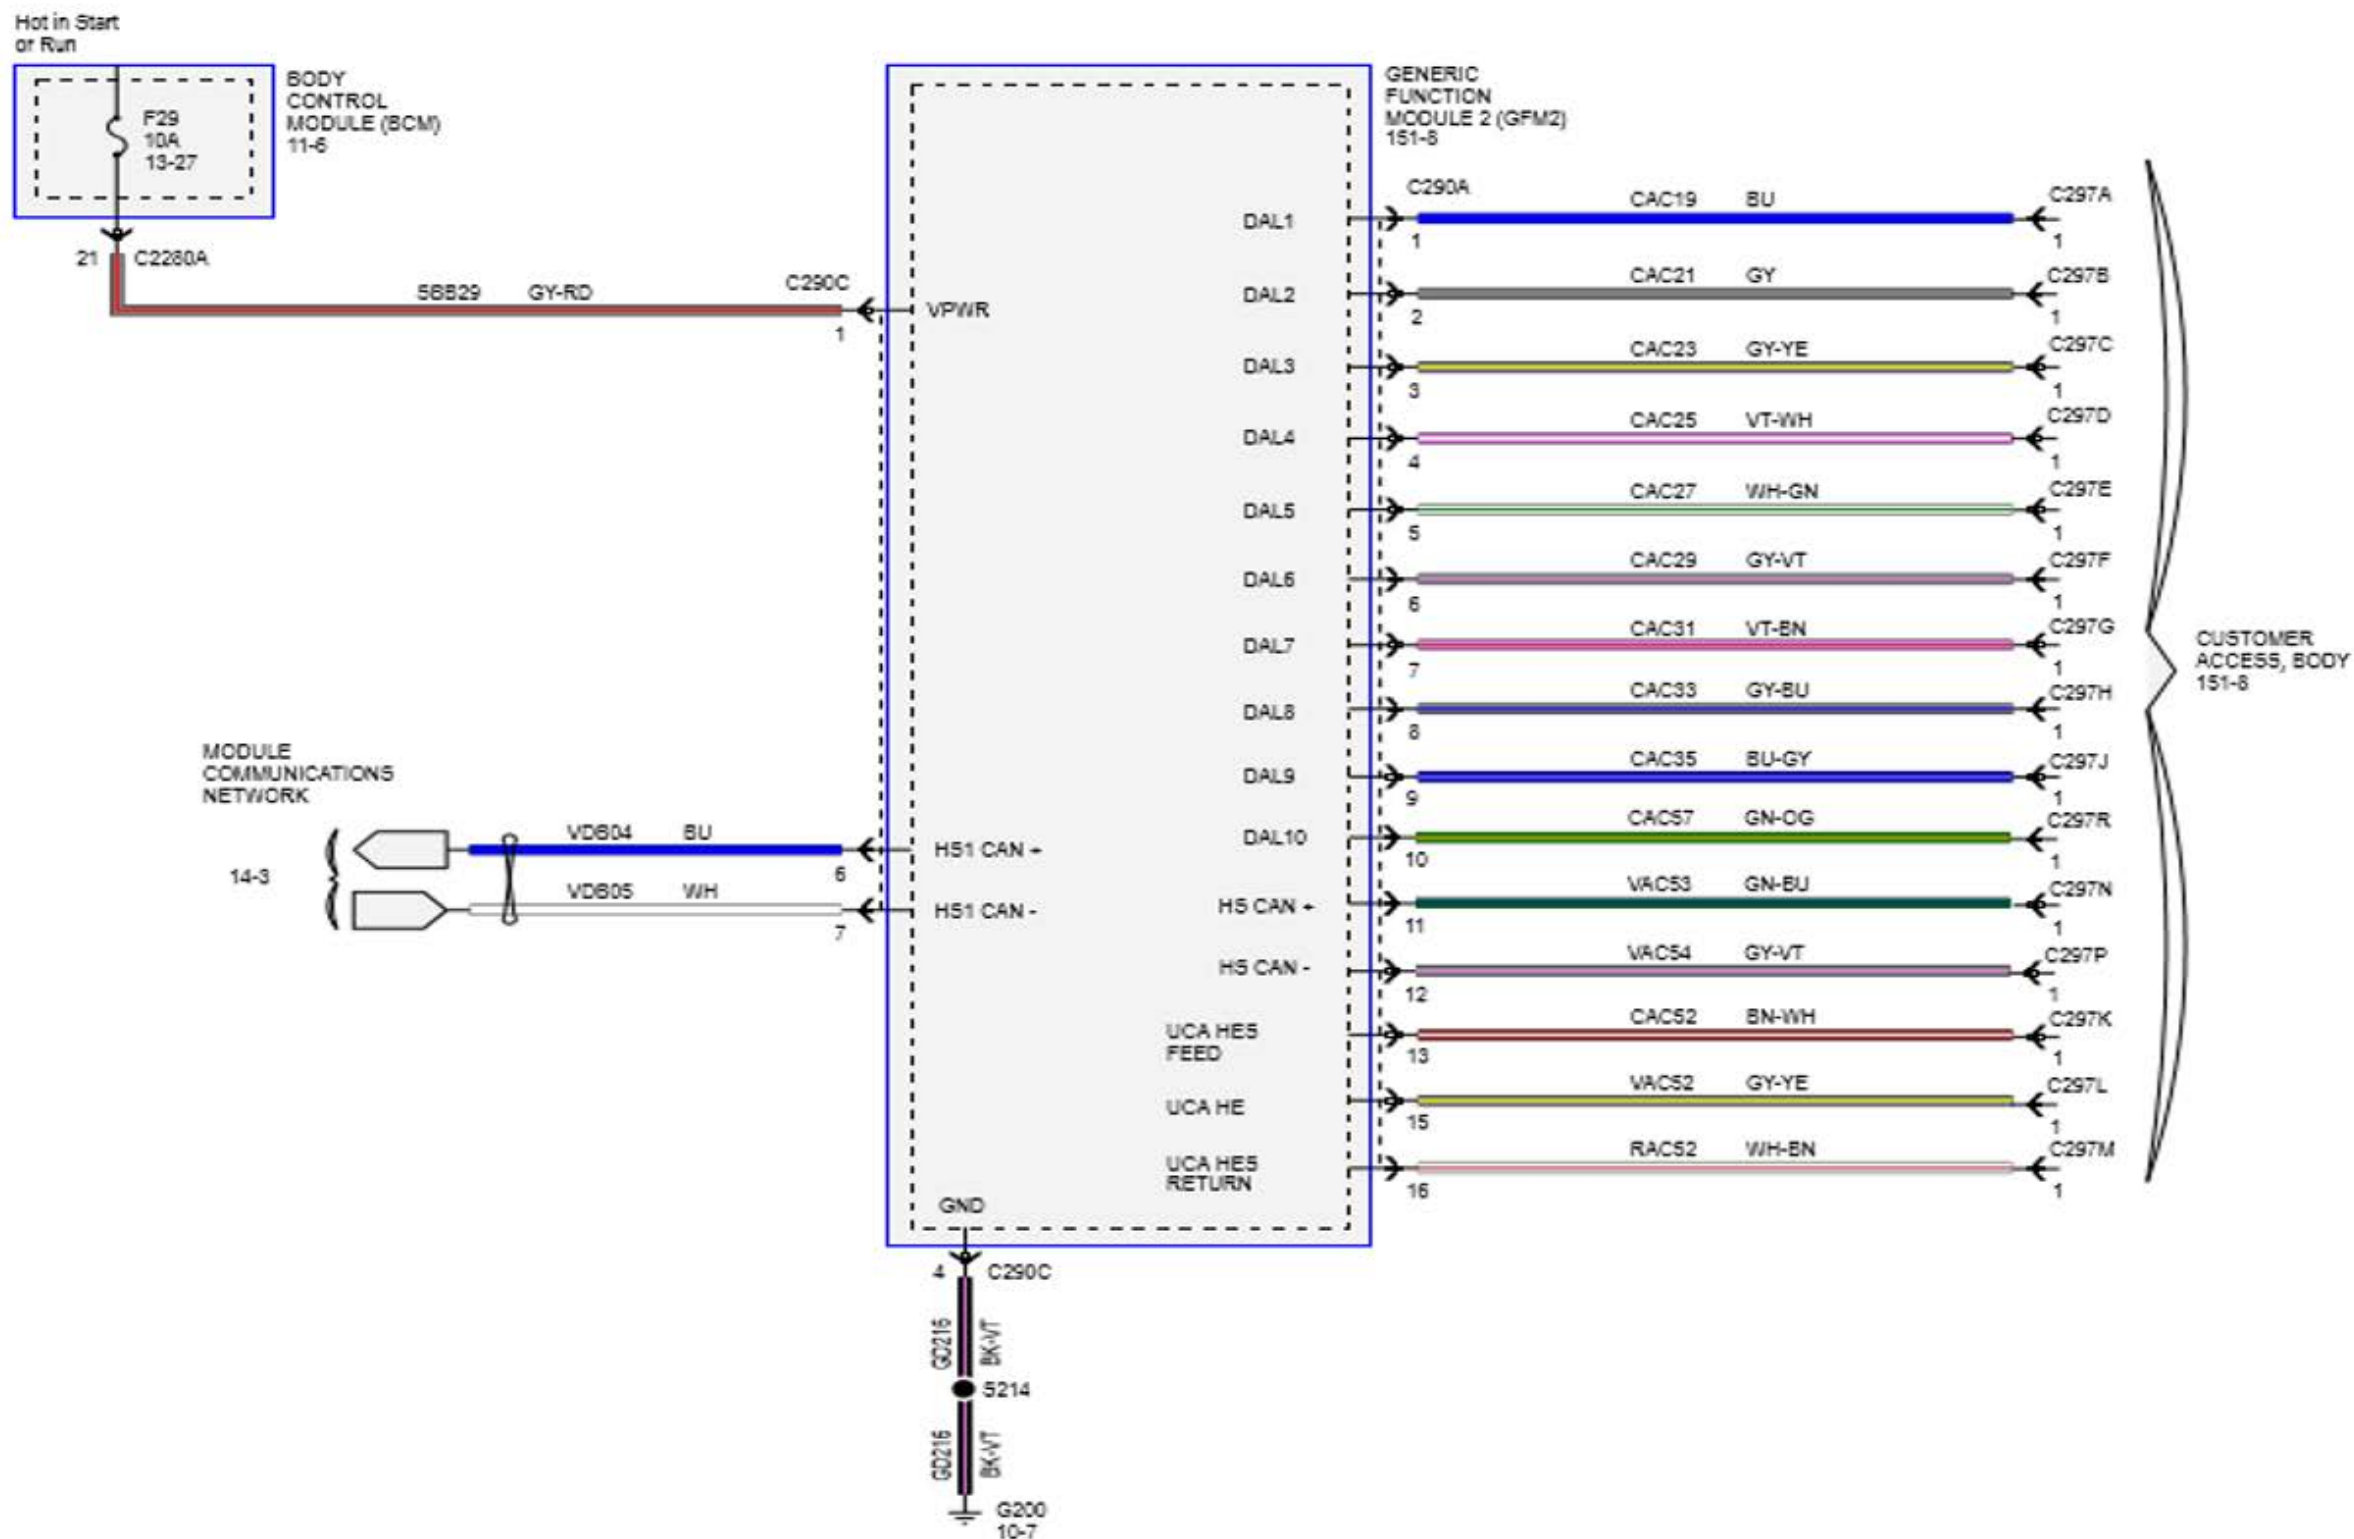 Hot in Start
or Run
BODY
CONTROL
MODULE (BCM)
11-6
F29
10A
13-27
21 C2280A
SBB29 GY-RD
C290C
1
VPWR
GENERIC
FUNCTION
MODULE 2 (GFM2)
151-8
C290A
DAL1
1
CAC19 BU
C297A
1
DAL2
2
CAC21 GY
C297B
1
DAL3
3
CAC23 GY-YE
C297C
1
DAL4
4
CAC25 VT-WH
C297D
1
DAL5
5
CAC27 WH-GN
C297E
1
DAL6
6
CAC29 GY-VT
C297F
1
DAL7
7
CAC31 VT-BN
C297G
1
DAL8
8
CAC33 GY-BU
C297H
1
DAL9
9
CAC35 BU-GY
C297J
1
DAL10
10
CAC57 GN-OG
C297R
1
HS CAN +
11
VAC53 GN-BU
C297N
1
HS CAN -
12
VAC54 GY-VT
C297P
1
UCA HES
FEED
13
CAC52 BN-WH
C297K
1
UCA HE
15
VAC52 GY-YE
C297L
1
UCA HES
RETURN
16
RAC52 WH-BN
C297M
1
CUSTOMER
ACCESS, BODY
151-8
MODULE
COMMUNICATIONS
NETWORK
14-3
VDB04 BU
6
HS1 CAN +
VDB05 WH
7
HS1 CAN -
GND
4 C290C
GD216 BK-VT
S214
GD216 BK-VT
G200
10-7